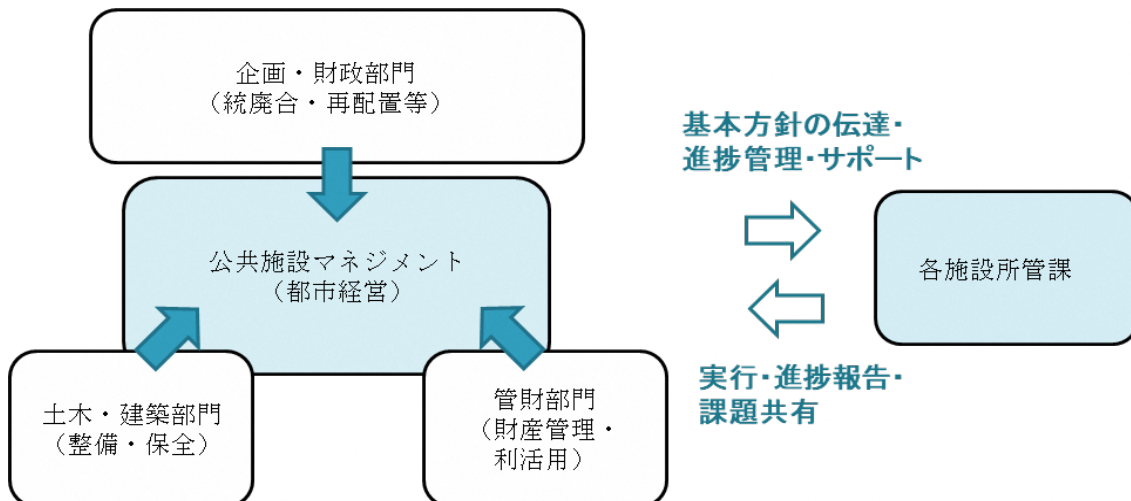 企画・財政部門
（統廃合・再配置等）
公共施設マネジメント
（都市経営）
土木・建築部門
（整備・保全）
管財部門
（財産管理・
利活用）
基本方針の伝達・
進捗管理・サポート
各施設所管課
実行・進捗報告・
課題共有